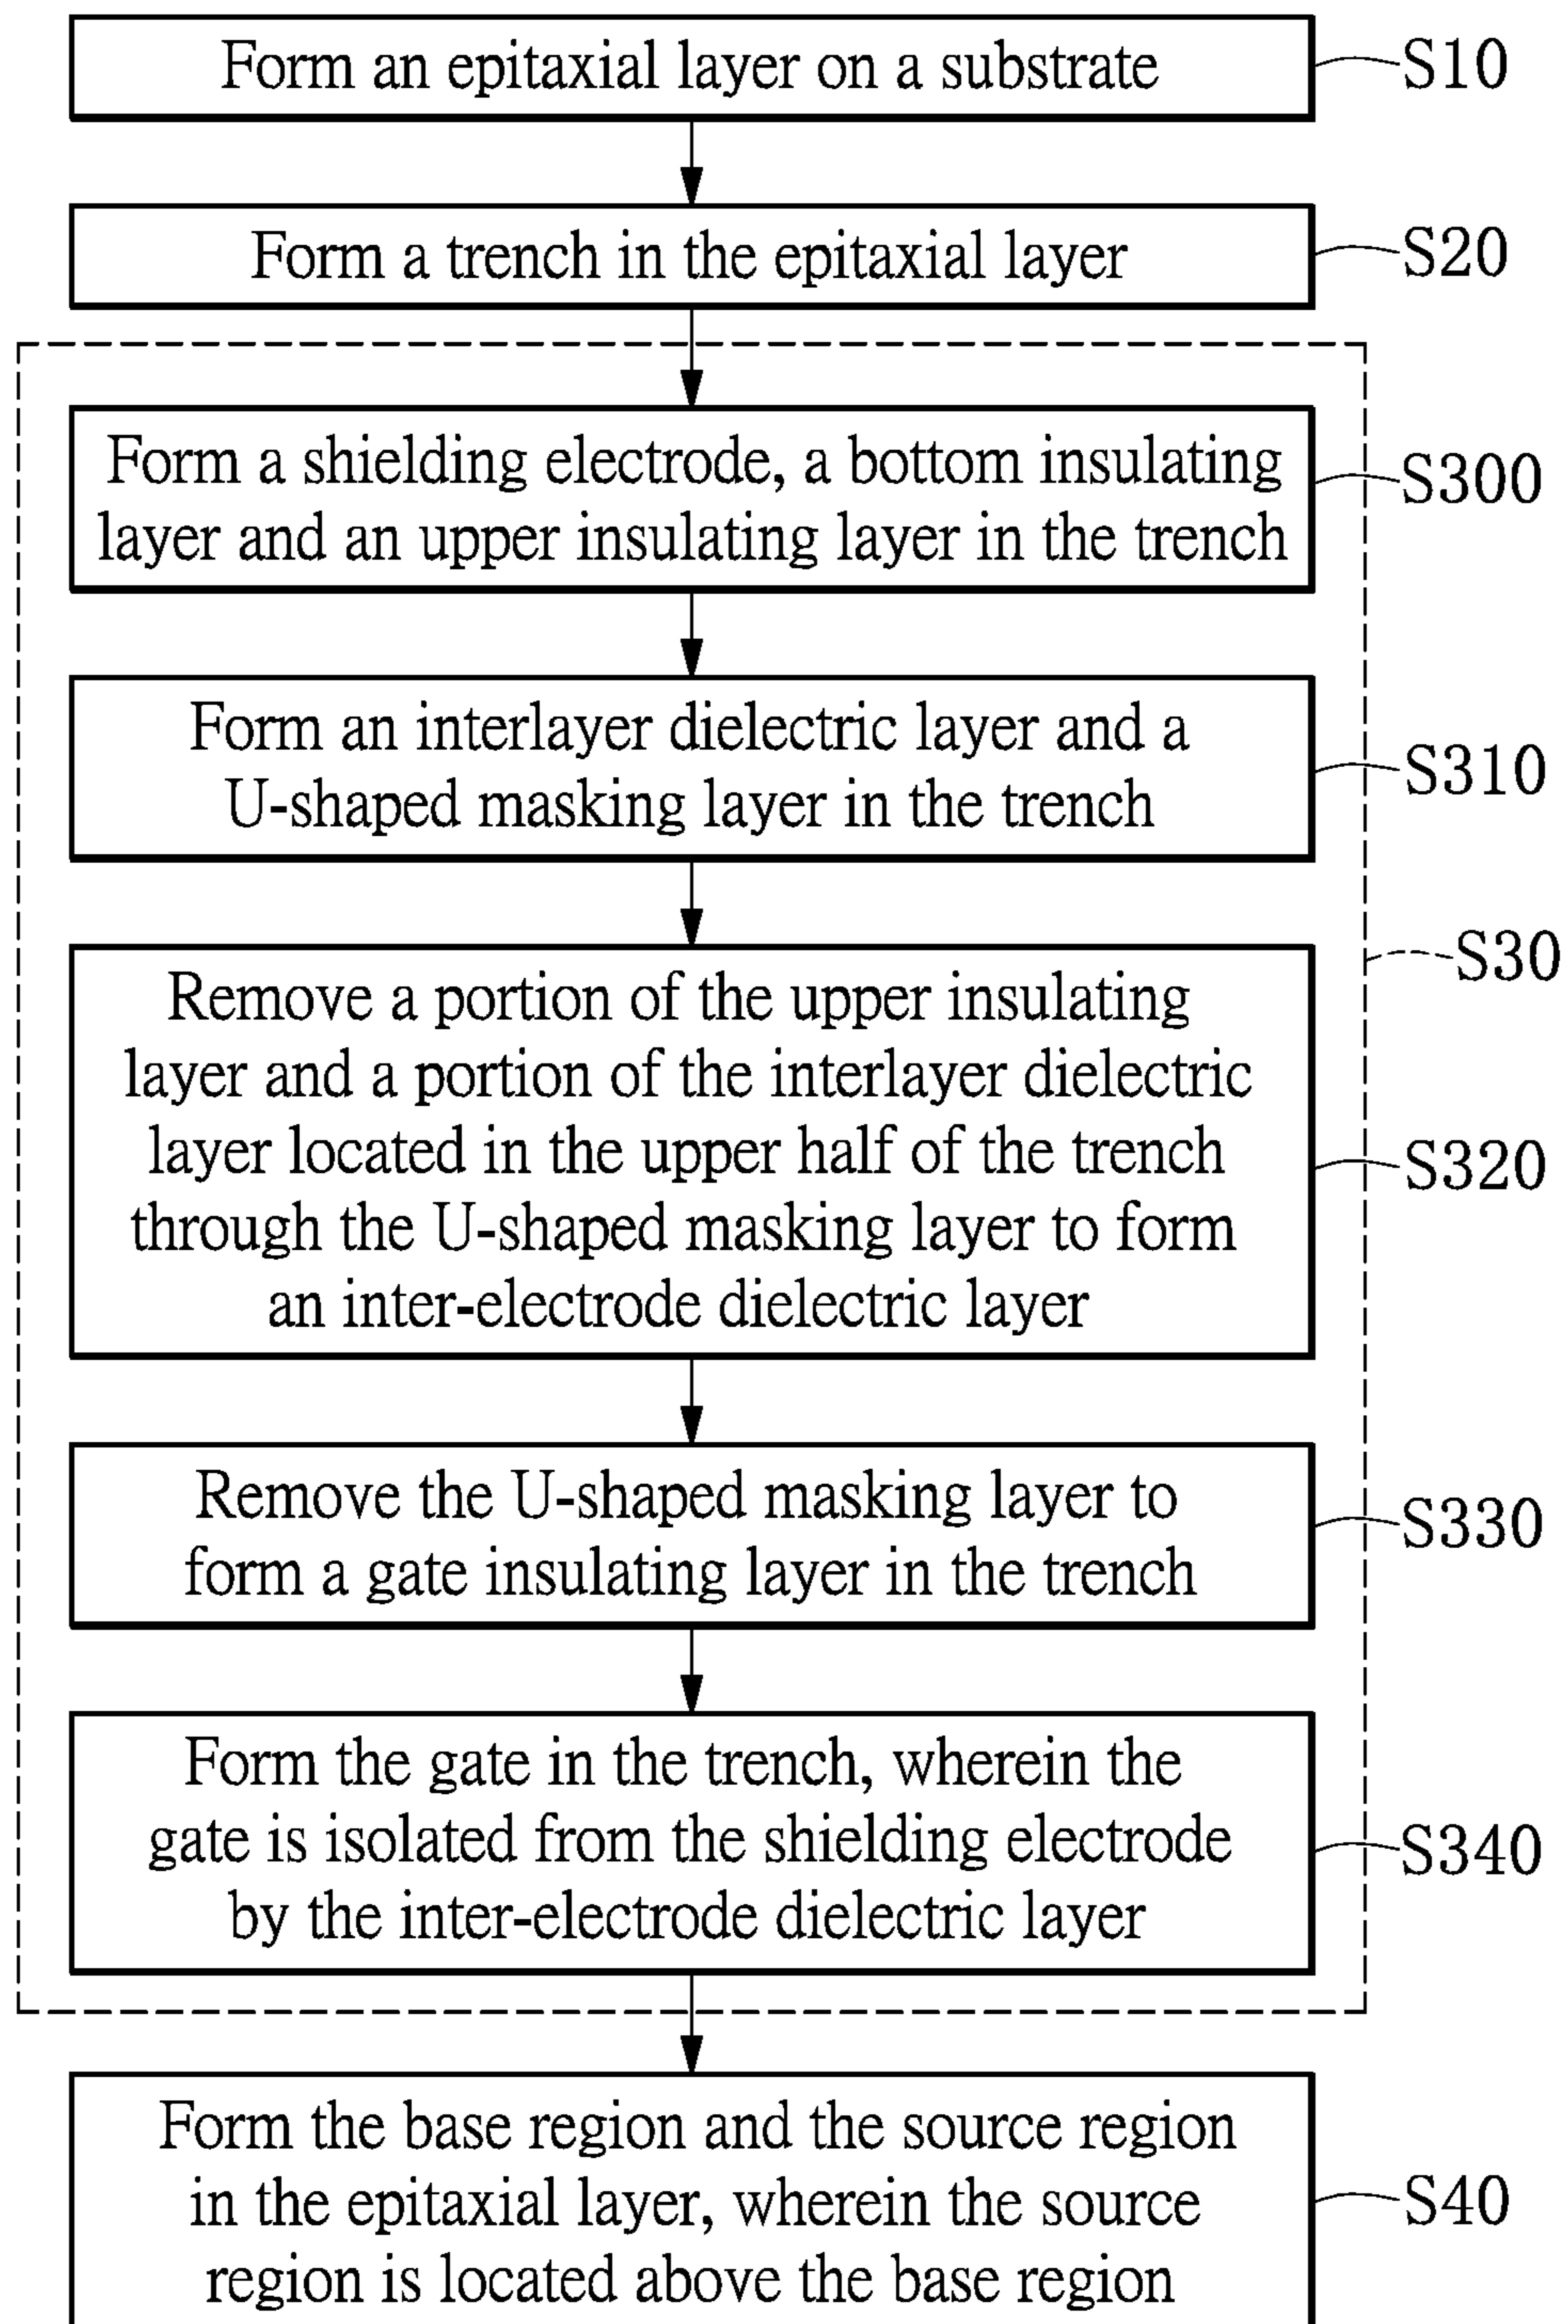 Form an epitaxial layer on a substrate
S10
Form a trench in the epitaxial layer
S20
Form a shielding electrode, a bottom insulating
layer and an upper insulating layer in the trench
S300
Form an interlayer dielectric layer and a
U-shaped masking layer in the trench
S310
S30
Remove a portion of the upper insulating
layer and a portion of the interlayer dielectric
layer located in the upper half of the trench
through the U-shaped masking layer to form
an inter-electrode dielectric layer
S320
Remove the U-shaped masking layer to
form a gate insulating layer in the trench
S330
Form the gate in the trench, wherein the
gate is isolated from the shielding electrode
by the inter-electrode dielectric layer
S340
Form the base region and the source region
in the epitaxial layer, wherein the source
region is located above the base region
S40